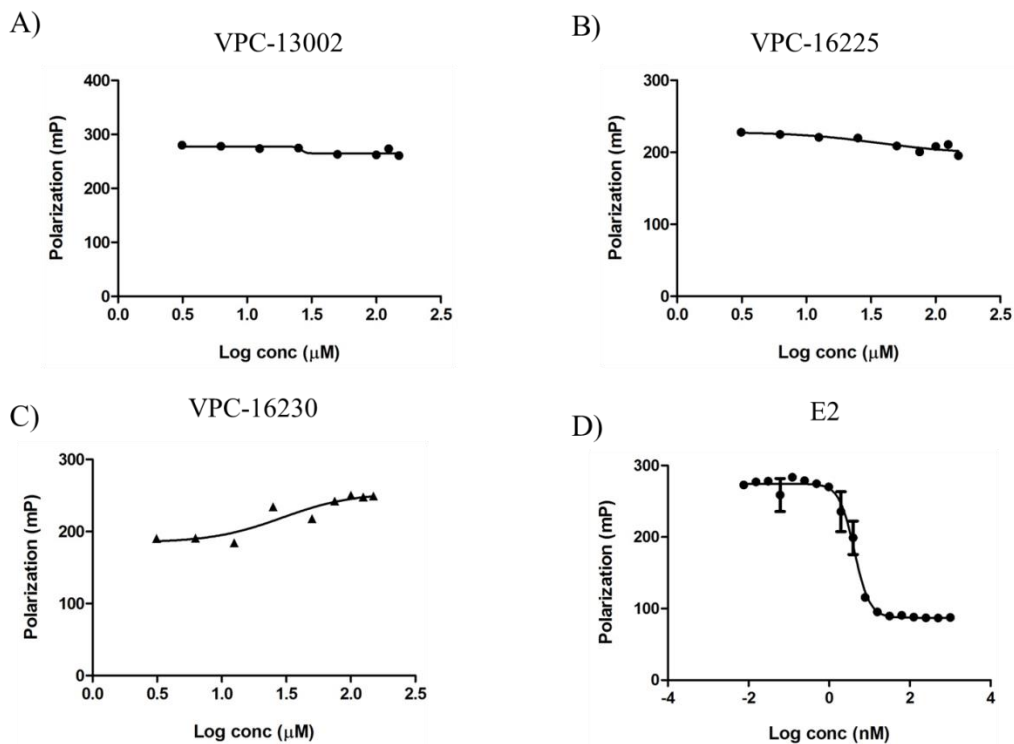 A)
VPC-13002
400
300
200
100
0
0.0 0.5 1.0 1.5 2.0 2.5
Polarization (mP)
Log conc (μM)
B)
VPC-16225
300
200
100
0
0.0 0.5 1.0 1.5 2.0 2.5
Polarization (mP)
Log conc (μM)
C)
VPC-16230
300
200
100
0
0.0 0.5 1.0 1.5 2.0 2.5
Polarization (mP)
Log conc (μM)
D)
E2
300
200
100
0
-4 -2 0 2 4
Polarization (mP)
Log conc (nM)